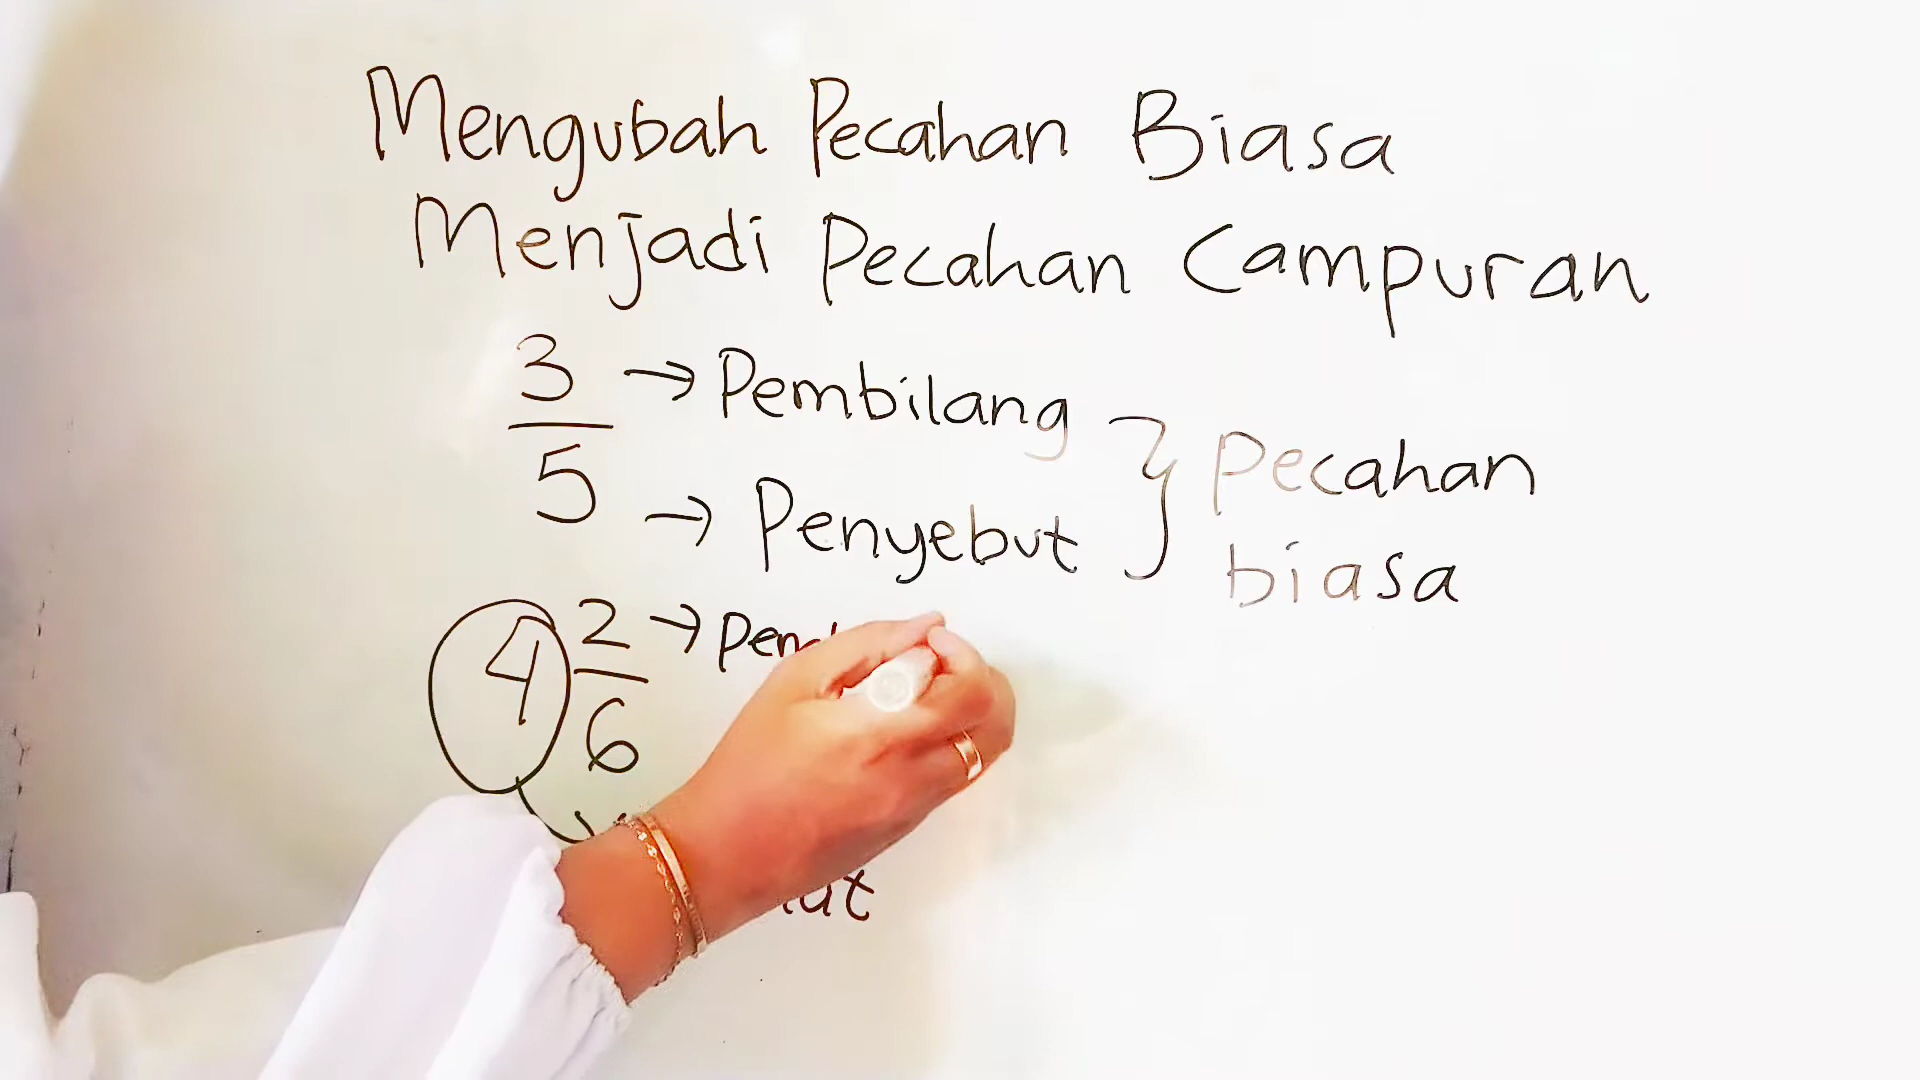 Mengubah Pecahan Biasa
Menjadi Pecahan Campuran
3 → Pembilang
5 → Penyebut
} Pecahan
biasa
4 2/6 →